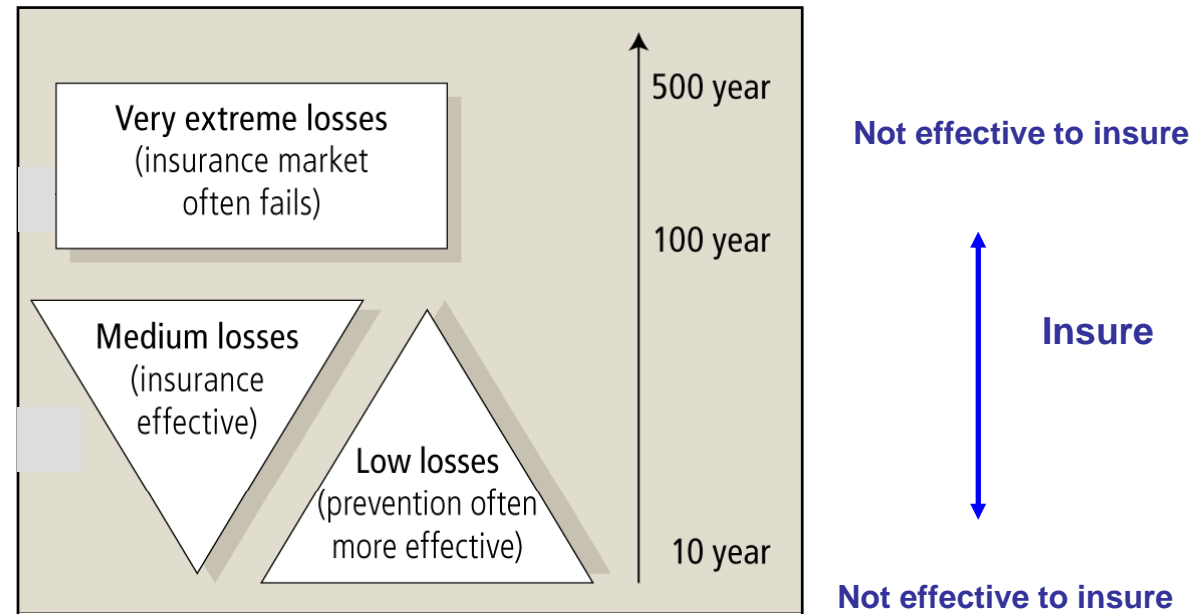 Very extreme losses
(insurance market
often fails)
500 year
Not effective to insure
100 year
Medium losses
(insurance
effective)
Insure
Low losses
(prevention often
more effective)
10 year
Not effective to insure